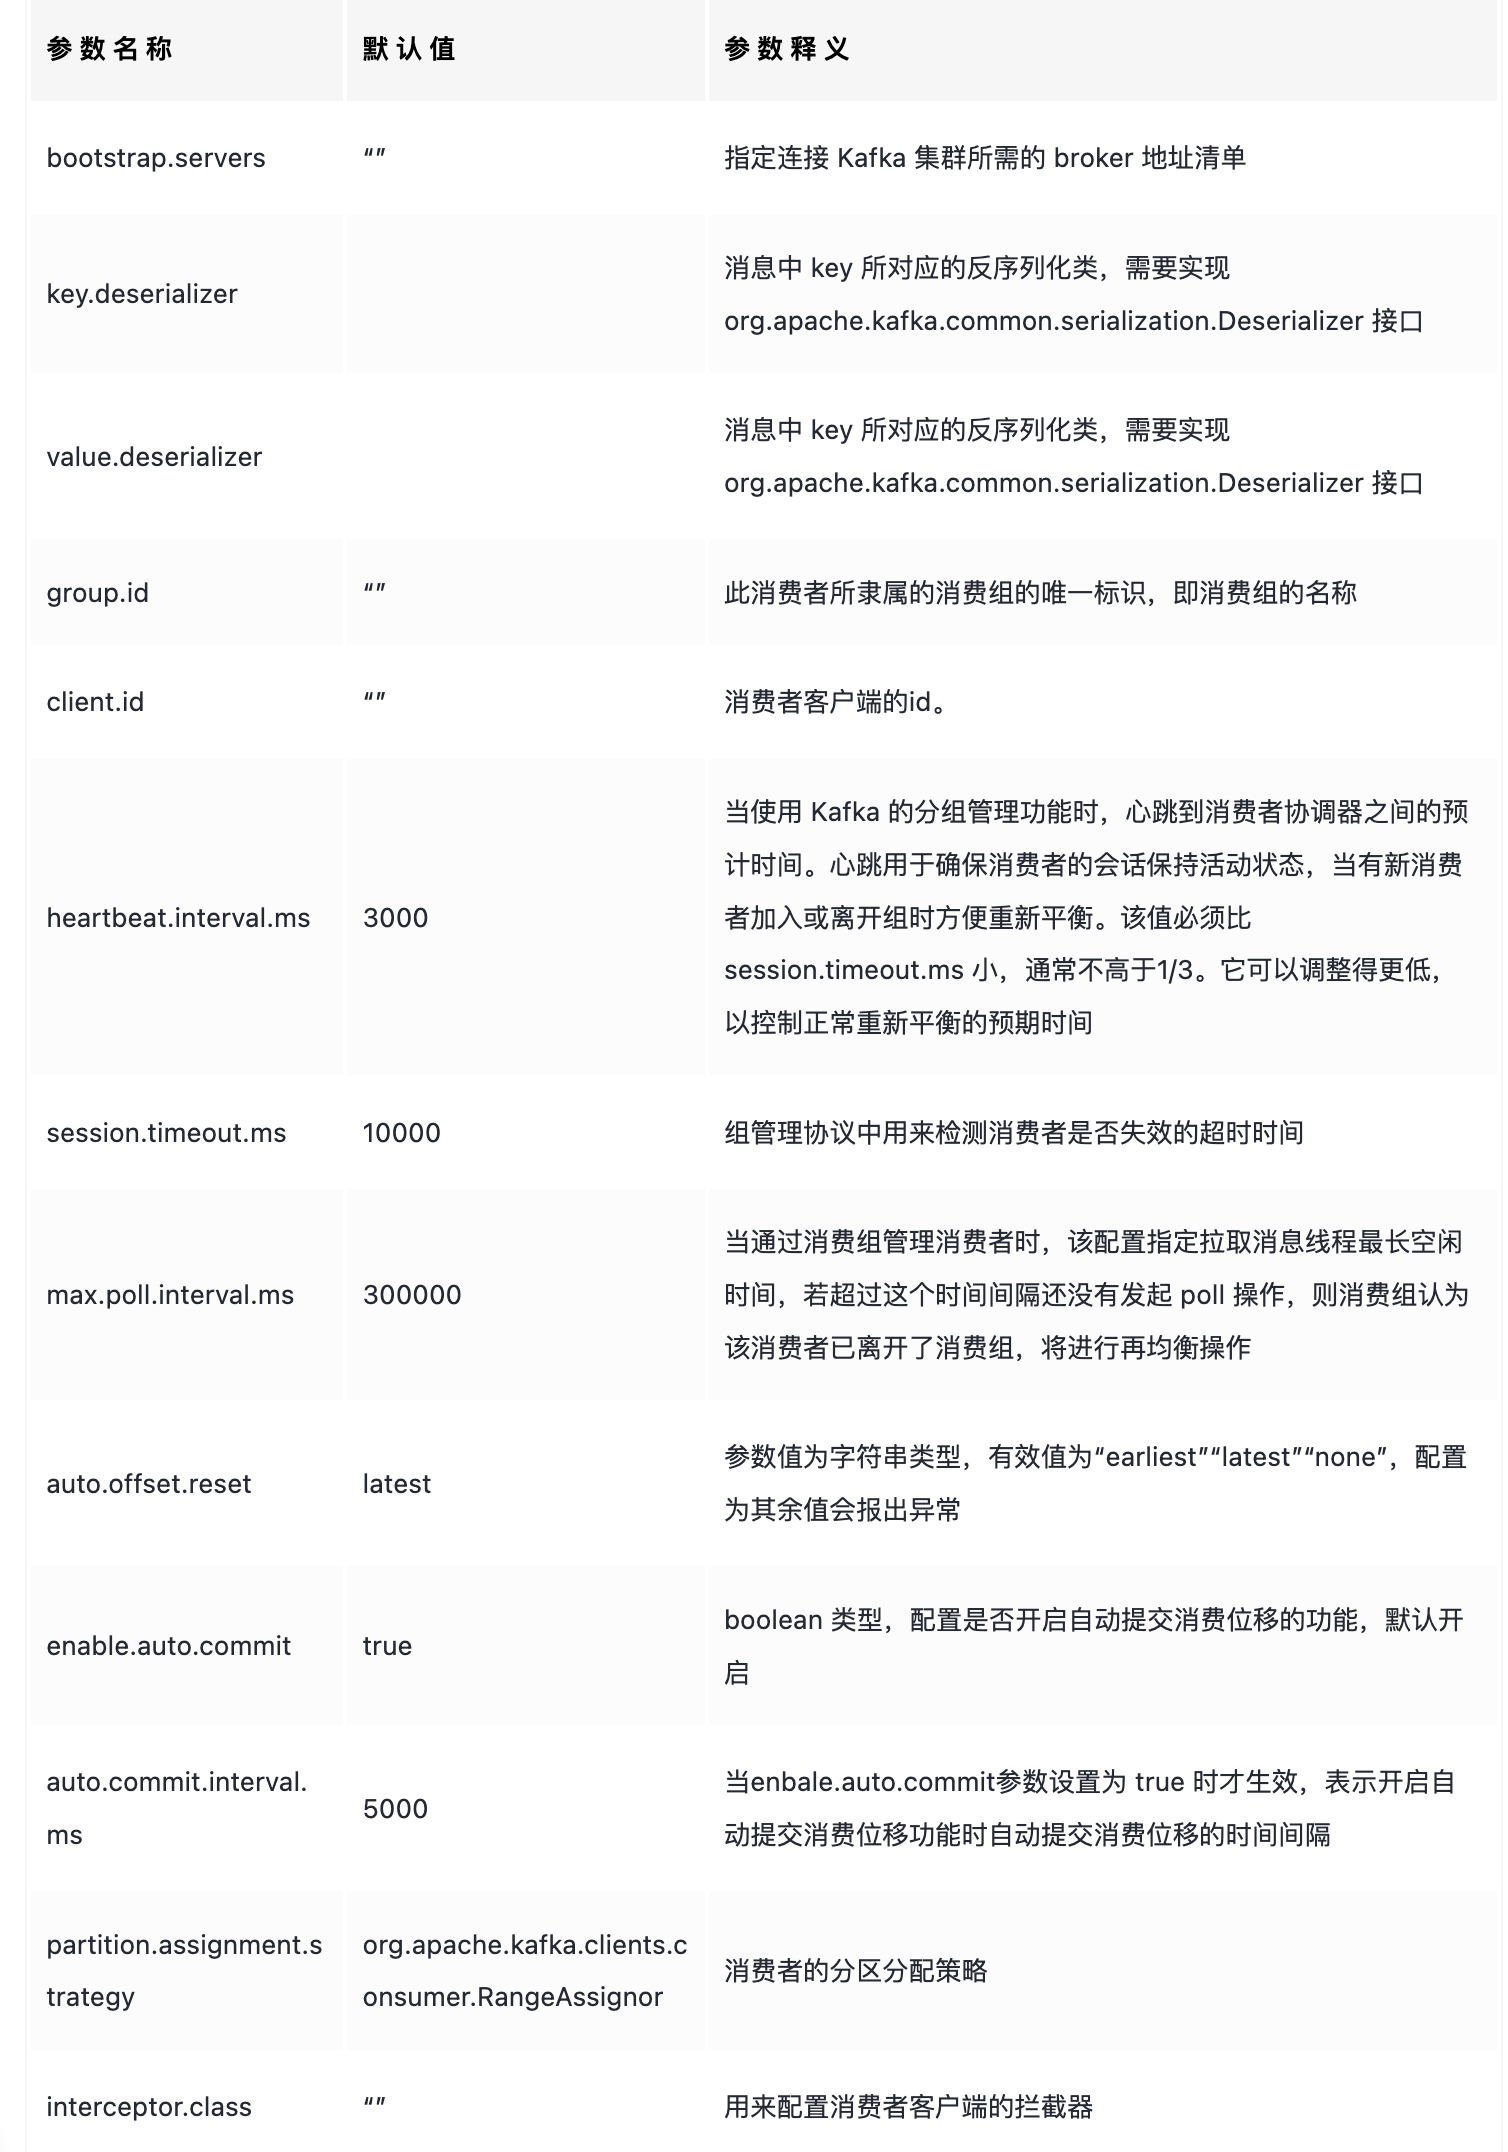 参数名称 默认值 参数释义
bootstrap.servers “” 指定连接 Kafka 集群所需的 broker 地址清单
key.deserializer
消息中 key 所对应的反序列化类，需要实现
org.apache.kafka.common.serialization.Deserializer 接口
value.deserializer
消息中 key 所对应的反序列化类，需要实现
org.apache.kafka.common.serialization.Deserializer 接口
group.id “” 此消费者所隶属的消费组的唯一标识，即消费组的名称
client.id “” 消费者客户端的id。
heartbeat.interval.ms 3000
当使用 Kafka 的分组管理功能时，心跳到消费者协调器之间的预
计时间。心跳用于确保消费者的会话保持活动状态，当有新消费
者加入或离开组时方便重新平衡。该值必须比
session.timeout.ms 小，通常不高于1/3。它可以调整得更低，
以控制正常重新平衡的预期时间
session.timeout.ms 10000 组管理协议中用来检测消费者是否失效的超时时间
max.poll.interval.ms 300000
当通过消费组管理消费者时，该配置指定拉取消息线程最长空闲
时间，若超过这个时间间隔还没有发起 poll 操作，则消费组认为
该消费者已离开了消费组，将进行再均衡操作
auto.offset.reset latest
参数值为字符串类型，有效值为“earliest”“latest”“none”，配置
为其余值会报出异常
enable.auto.commit true
boolean 类型，配置是否开启自动提交消费位移的功能，默认开
启
auto.commit.interval.
ms
5000
当enbale.auto.commit参数设置为 true 时才生效，表示开启自
动提交消费位移功能时自动提交消费位移的时间间隔
partition.assignment.s
trategy
org.apache.kafka.clients.c
onsumer.RangeAssignor
消费者的分区分配策略
interceptor.class “” 用来配置消费者客户端的拦截器